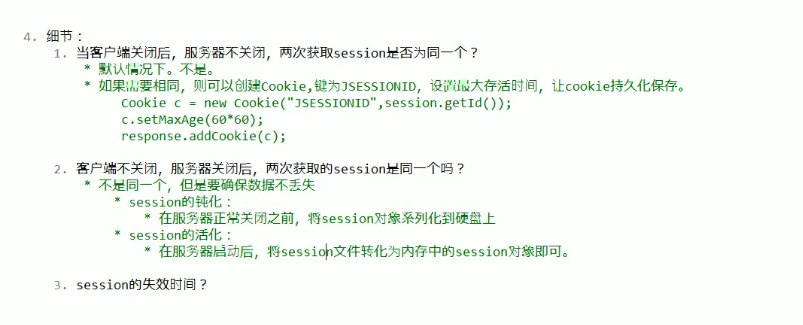 4. 细节：
1. 当客户端关闭后，服务器不关闭，两次获取session是否为同一个？
* 默认情况下。不是。
* 如果需要相同，则可以创建Cookie,键为JSESSIONID，设置最大存活时间，让cookie持久化保存。
Cookie c = new Cookie("JSESSIONID",session.getId());
c.setMaxAge(60*60);
response.addCookie(c);
2. 客户端不关闭，服务器关闭后，两次获取的session是同一个吗？
* 不是同一个，但是要确保数据不丢失
* session的钝化：
* 在服务器正常关闭之前，将session对象系列化到硬盘上
* session的活化：
* 在服务器启动后，将session文件转化为内存中的session对象即可。
3. session的失效时间？